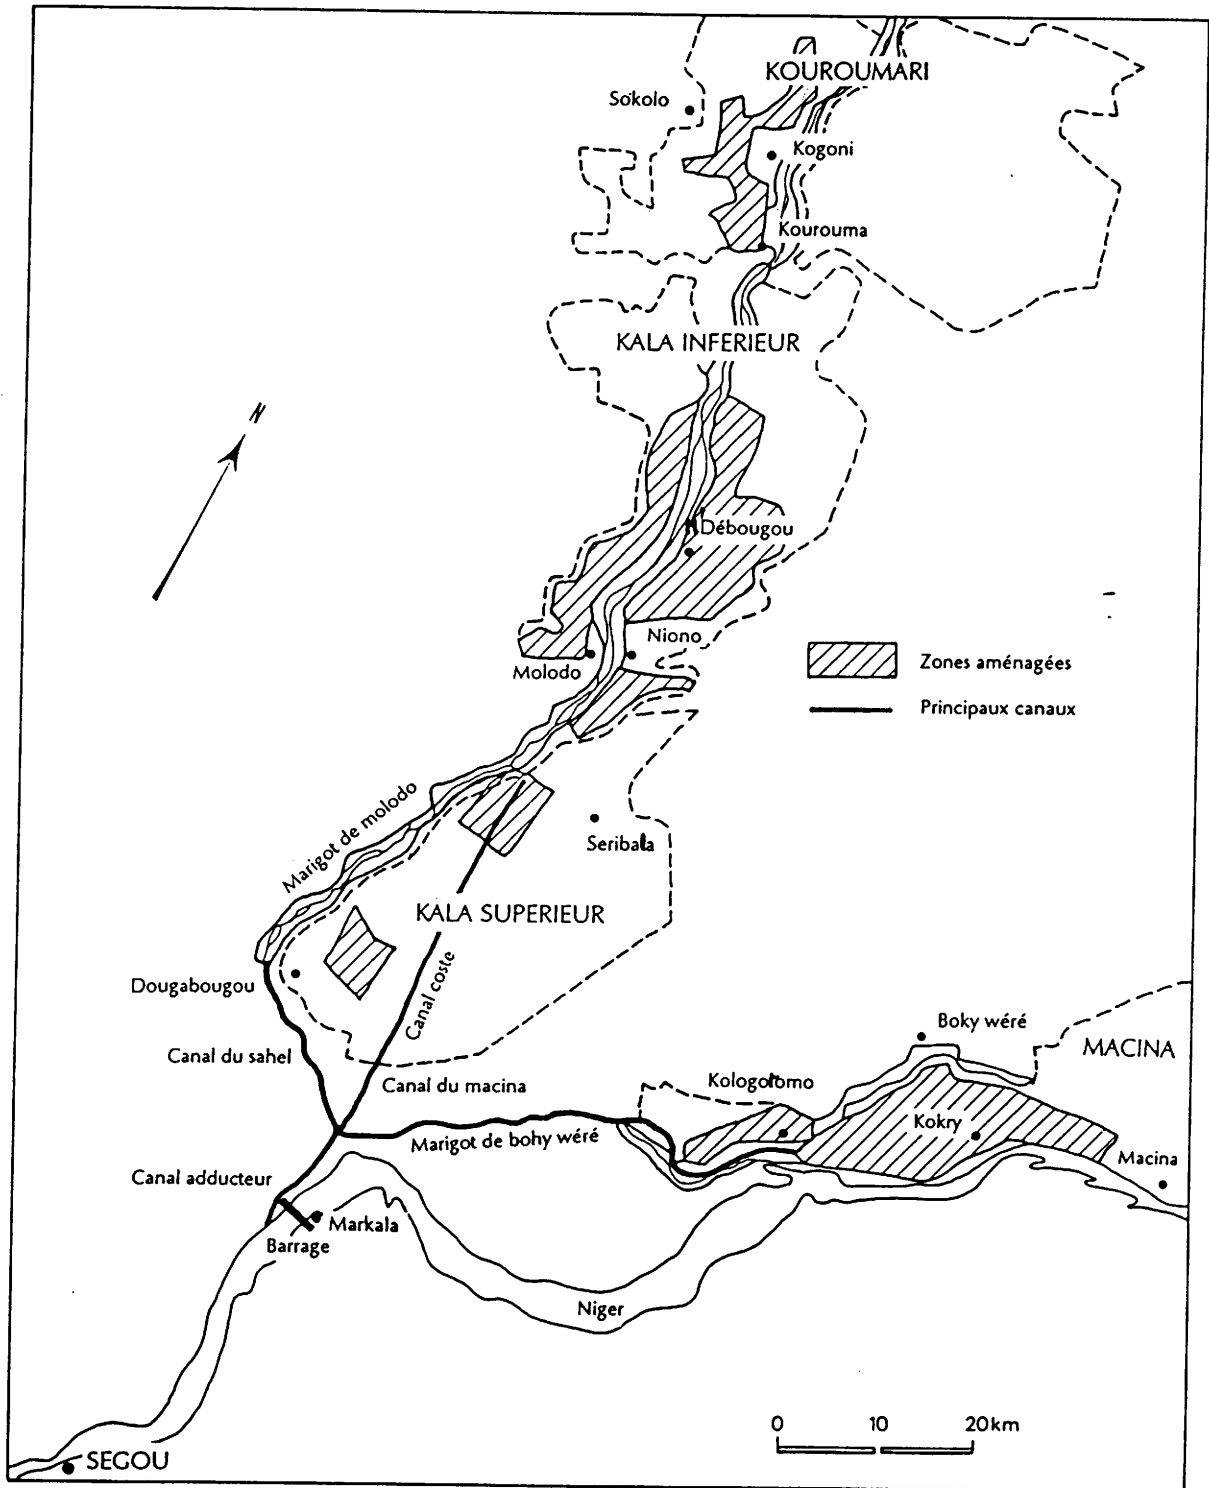 KOUROUMARI
Sokolo
Kogoni
Kourouma
KALA INFERIEUR
N
Débougou
Niono
Molodo
Zones aménagées
Principaux canaux
Marigot de molodo
Seribala
KALA SUPERIEUR
Canal coste
Dougabougou
Canal du sahel
Boky wéré
MACINA
Canal du macina
Kologotomo
Kokry
Marigot de bohy wéré
Macina
Canal adducteur
Markala
Barrage
Niger
0 10 20km
SEGOU